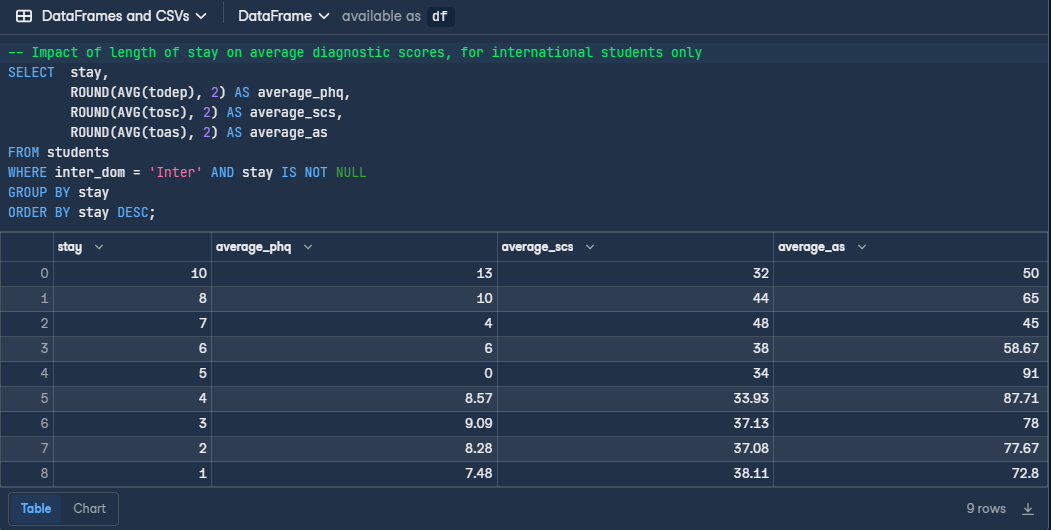 DataFrames and CSVs DataFrame available as df
-- Impact of length of stay on average diagnostic scores, for international students only
SELECT stay,
ROUND(AVG(todep), 2) AS average_phq,
ROUND(AVG(tosc), 2) AS average_scs,
ROUND(AVG(toas), 2) AS average_as
FROM students
WHERE inter_dom = 'Inter' AND stay IS NOT NULL
GROUP BY stay
ORDER BY stay DESC;
stay average_phq average_scs average_as
0 10 13 32 50
1 8 10 44 65
2 7 4 48 45
3 6 6 38 58.67
4 5 0 34 91
5 4 8.57 33.93 87.71
6 3 9.09 37.13 78
7 2 8.28 37.08 77.67
8 1 7.48 38.11 72.8
Table Chart 9 rows